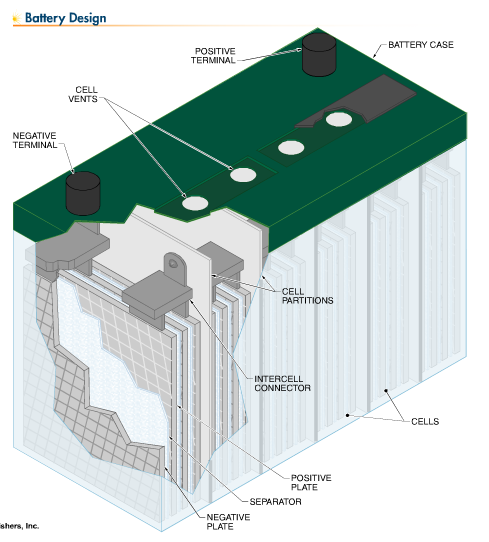 Battery Design
POSITIVE
TERMINAL
BATTERY CASE
CELL
VENTS
NEGATIVE
TERMINAL
CELL
PARTITIONS
INTERCELL
CONNECTOR
CELLS
POSITIVE
PLATE
SEPARATOR
NEGATIVE
PLATE
shers, Inc.